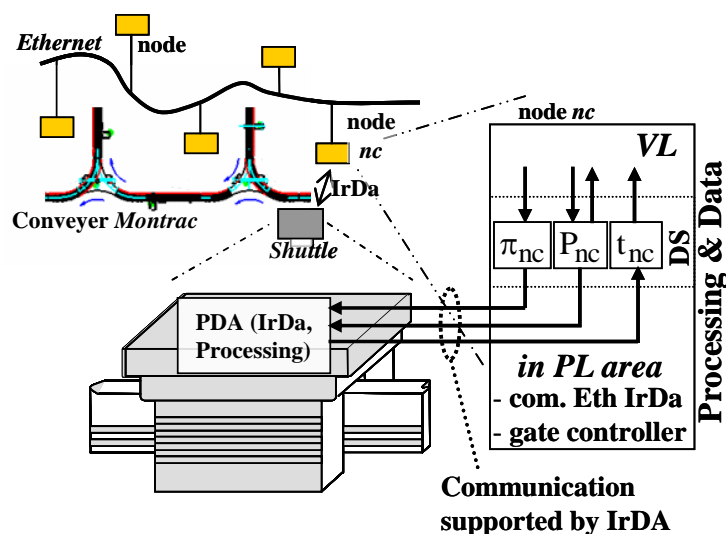 Ethernet
node
node
nc
IrDa
Conveyer Montrac
Shuttle
node nc
VL
πnc
Pnc
tnc
DS
Processing & Data
PDA (IrDa,
Processing)
in PL area
- com. Eth IrDa
- gate controller
Communication
supported by IrDA